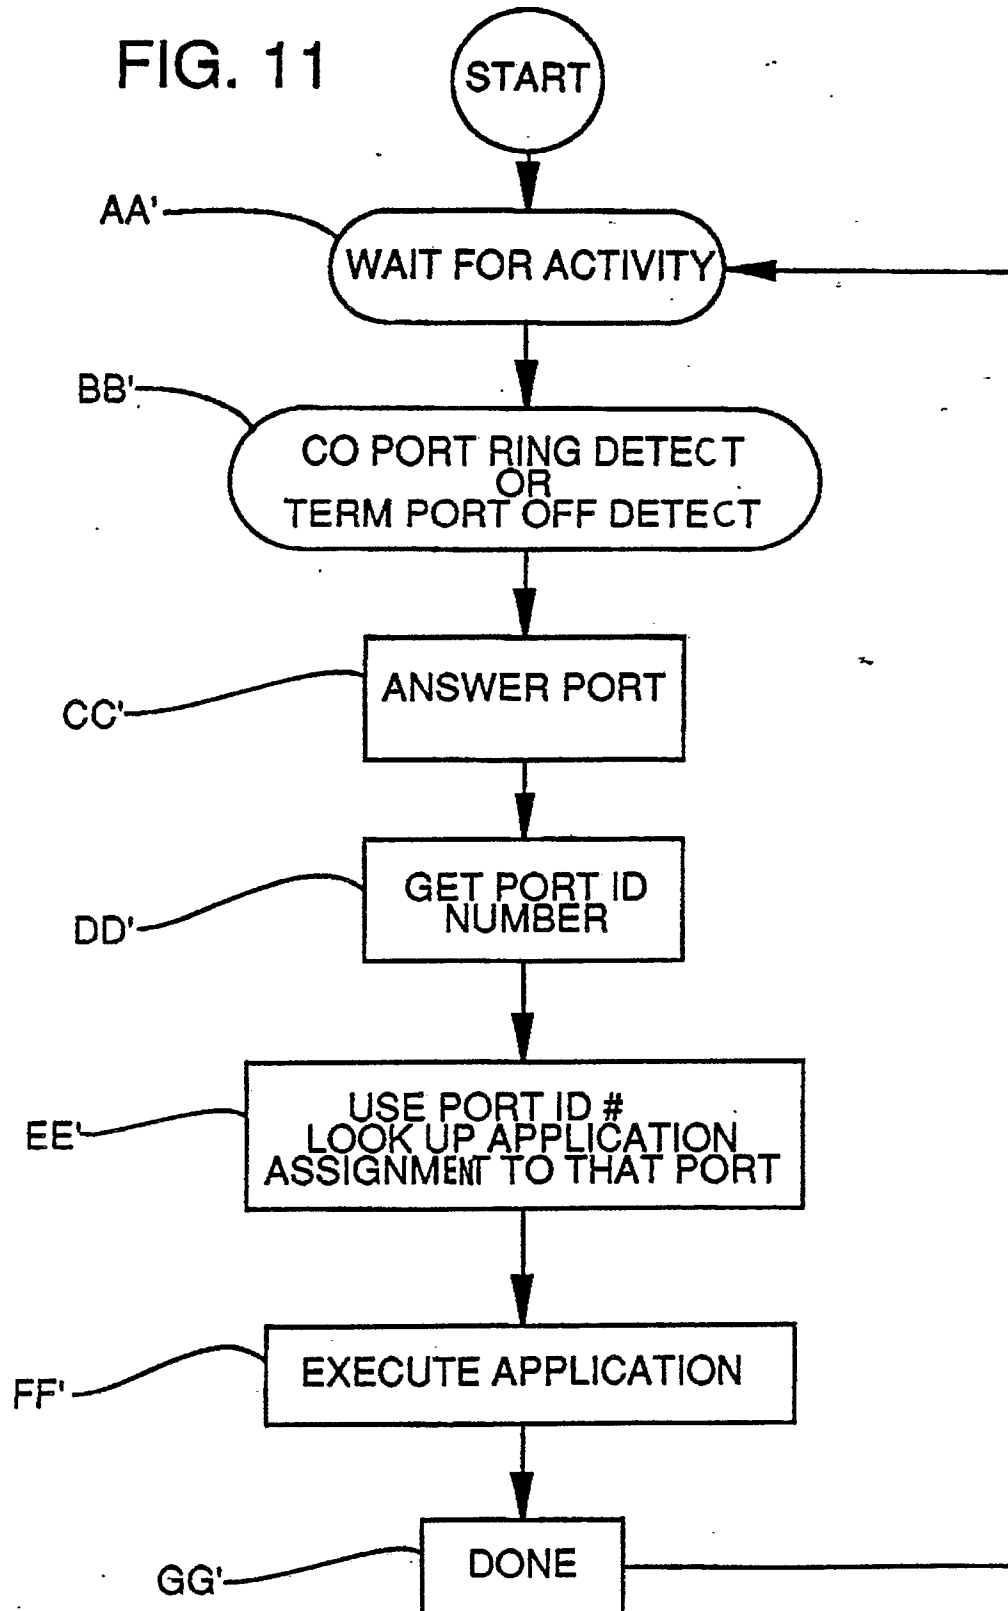 FIG. 11
START
AA'
WAIT FOR ACTIVITY
BB'
CO PORT RING DETECT
OR
TERM PORT OFF DETECT
CC'
ANSWER PORT
DD'
GET PORT ID
NUMBER
EE'
USE PORT ID #
LOOK UP APPLICATION
ASSIGNMENT TO THAT PORT
FF'
EXECUTE APPLICATION
GG'
DONE